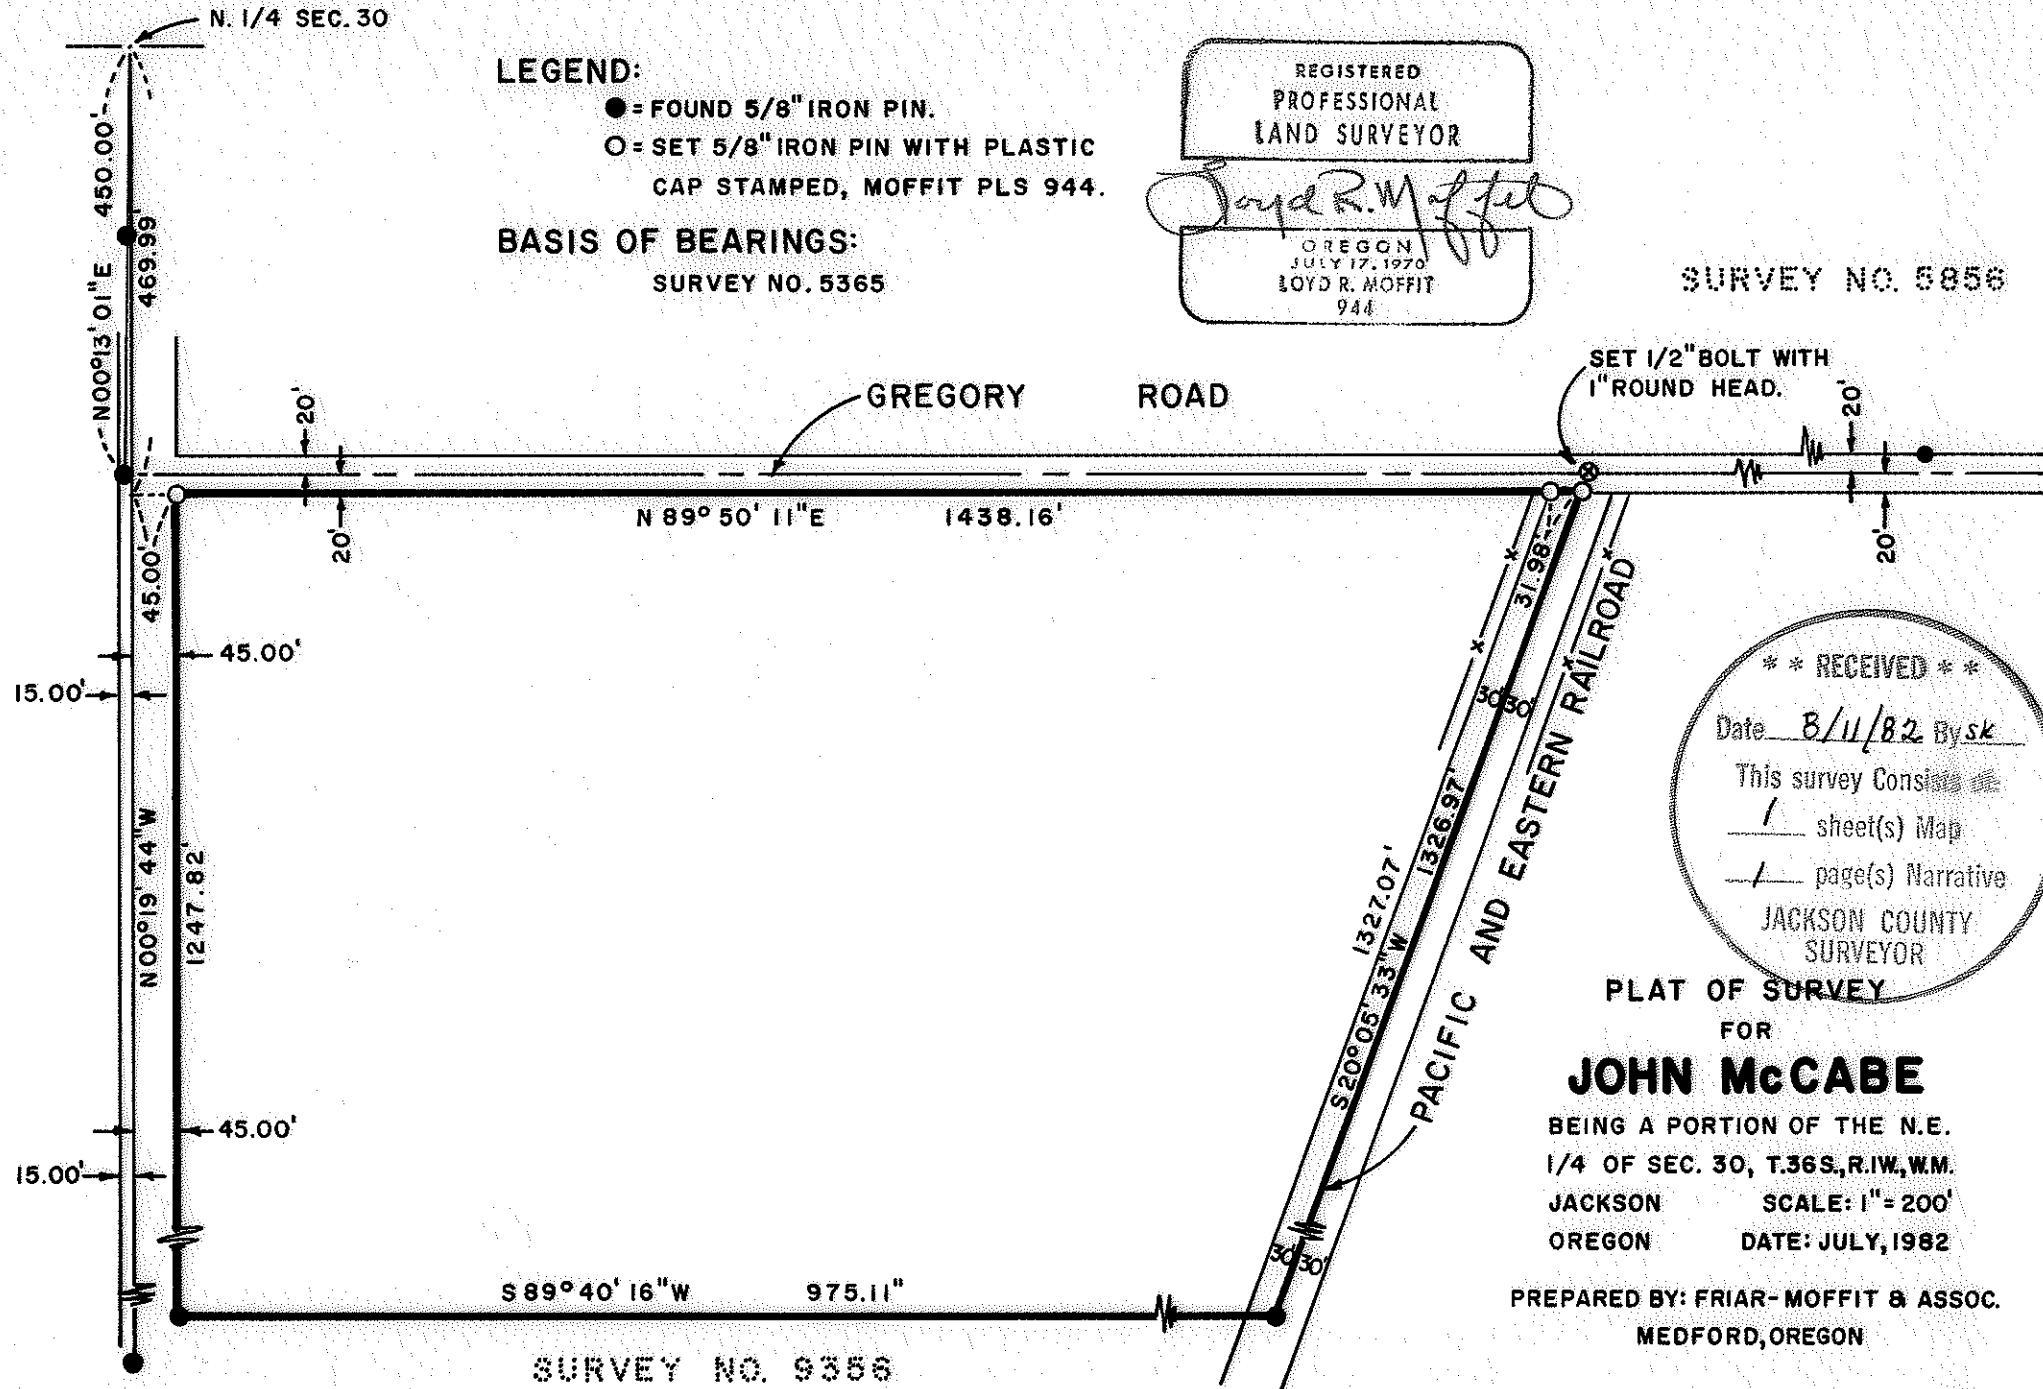 N. 1/4 SEC. 30
LEGEND:
● = FOUND 5/8" IRON PIN.
○ = SET 5/8" IRON PIN WITH PLASTIC
CAP STAMPED, MOFFIT PLS 944.
BASIS OF BEARINGS:
SURVEY NO. 5365
REGISTERED
PROFESSIONAL
LAND SURVEYOR
Loyd R. Moffit
OREGON
JULY 17, 1970
LOYD R. MOFFIT
944
SURVEY NO. 5856
N00°13'01"E 450.00'
469.99'
SET 1/2" BOLT WITH
1" ROUND HEAD.
GREGORY ROAD
20'
20'
20'
20'
N 89° 50' 11" E 1438.16'
45.00'
31.98'
45.00'
15.00'
30' 30'
N00°19'44"W
1247.82'
1326.97'
1327.07'
S 20° 05' 33" W
PACIFIC AND EASTERN RAILROAD
45.00'
15.00'
30' 30'
S 89° 40' 16" W 975.11"
SURVEY NO. 9356
* * RECEIVED * *
Date 8/11/82 By sk
This survey Consists of:
1 sheet(s) Map
1 page(s) Narrative
JACKSON COUNTY
SURVEYOR
PLAT OF SURVEY
FOR
JOHN McCABE
BEING A PORTION OF THE N.E.
1/4 OF SEC. 30, T.36S., R.1W., W.M.
JACKSON SCALE: 1" = 200'
OREGON DATE: JULY, 1982
PREPARED BY: FRIAR-MOFFIT & ASSOC.
MEDFORD, OREGON